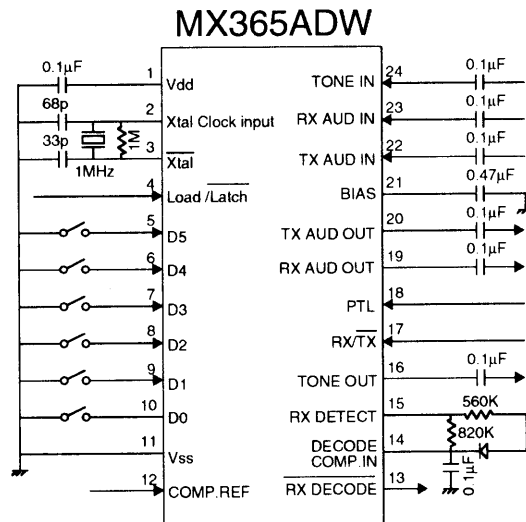 MX365ADW
0.1µF 1 Vdd
68p 2 Xtal Clock input
1M
33p 3 Xtal
1MHz
4 Load /Latch
5 D5
6 D4
7 D3
8 D2
9 D1
10 D0
11 Vss
12 COMP.REF
TONE IN 24 0.1µF
RX AUD IN 23 0.1µF
TX AUD IN 22 0.1µF
BIAS 21 0.47µF
TX AUD OUT 20 0.1µF
RX AUD OUT 19 0.1µF
PTL 18
RX/TX 17
TONE OUT 16 0.1µF
RX DETECT 15 560K
820K
DECODE 14
COMP.IN
0.1µF
RX DECODE 13